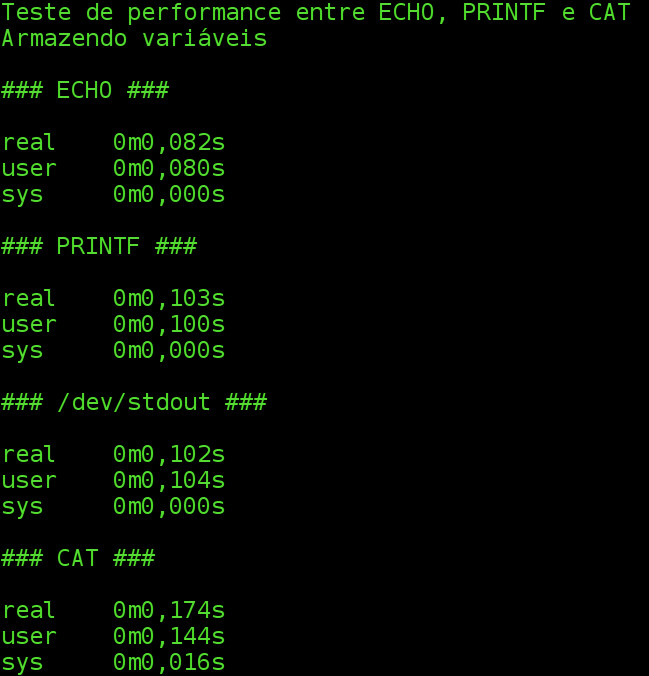 Teste de performance entre ECHO, PRINTF e CAT
Armazendo variáveis
### ECHO ###
real    0m0,082s
user    0m0,080s
sys     0m0,000s
### PRINTF ###
real    0m0,103s
user    0m0,100s
sys     0m0,000s
### /dev/stdout ###
real    0m0,102s
user    0m0,104s
sys     0m0,000s
### CAT ###
real    0m0,174s
user    0m0,144s
sys     0m0,016s